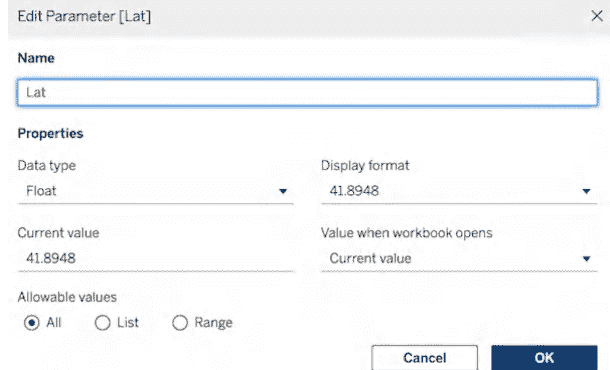 Edit Parameter [Lat]
Name
Lat
Properties
Data type
Display format
Float
41.8948
Current value
Value when workbook opens
41.8948
Current value
Allowable values
All List Range
Cancel OK